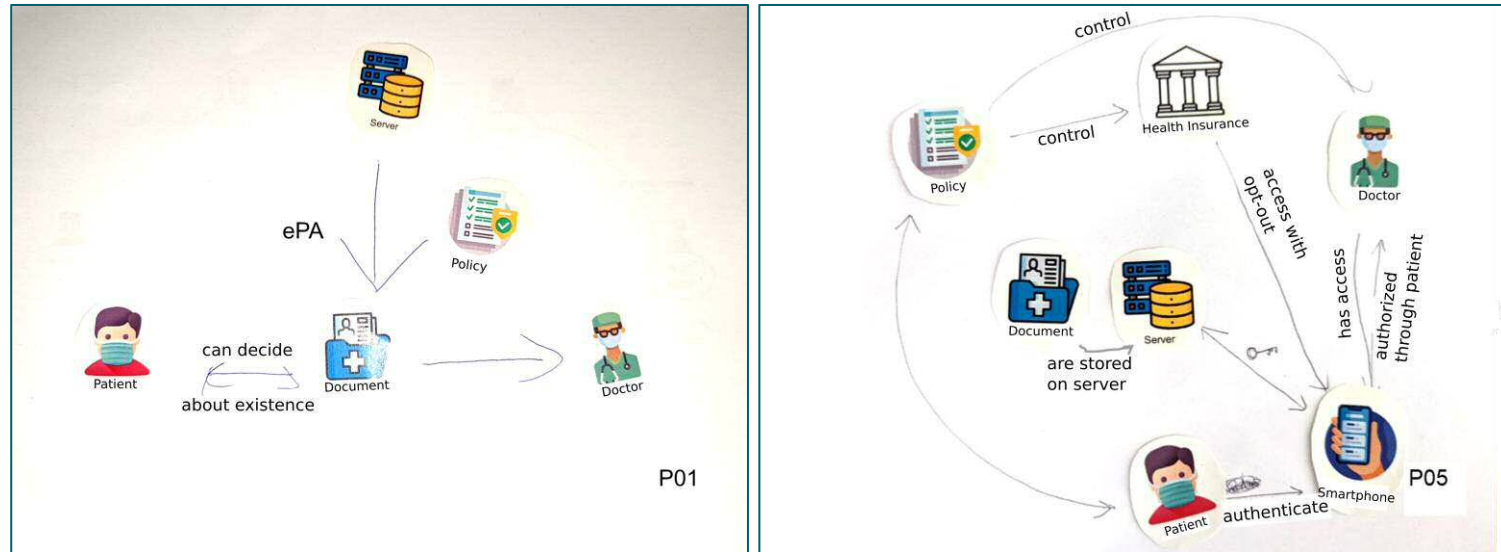 Server
ePA
Policy
can decide
Patient
Document
Doctor
about existence
P01
control
Health Insurance
control
Policy
Doctor
access with
opt-out
Document
Server
has access
authorized
through patient
are stored
on server
Smartphone
P05
Patient
authenticate